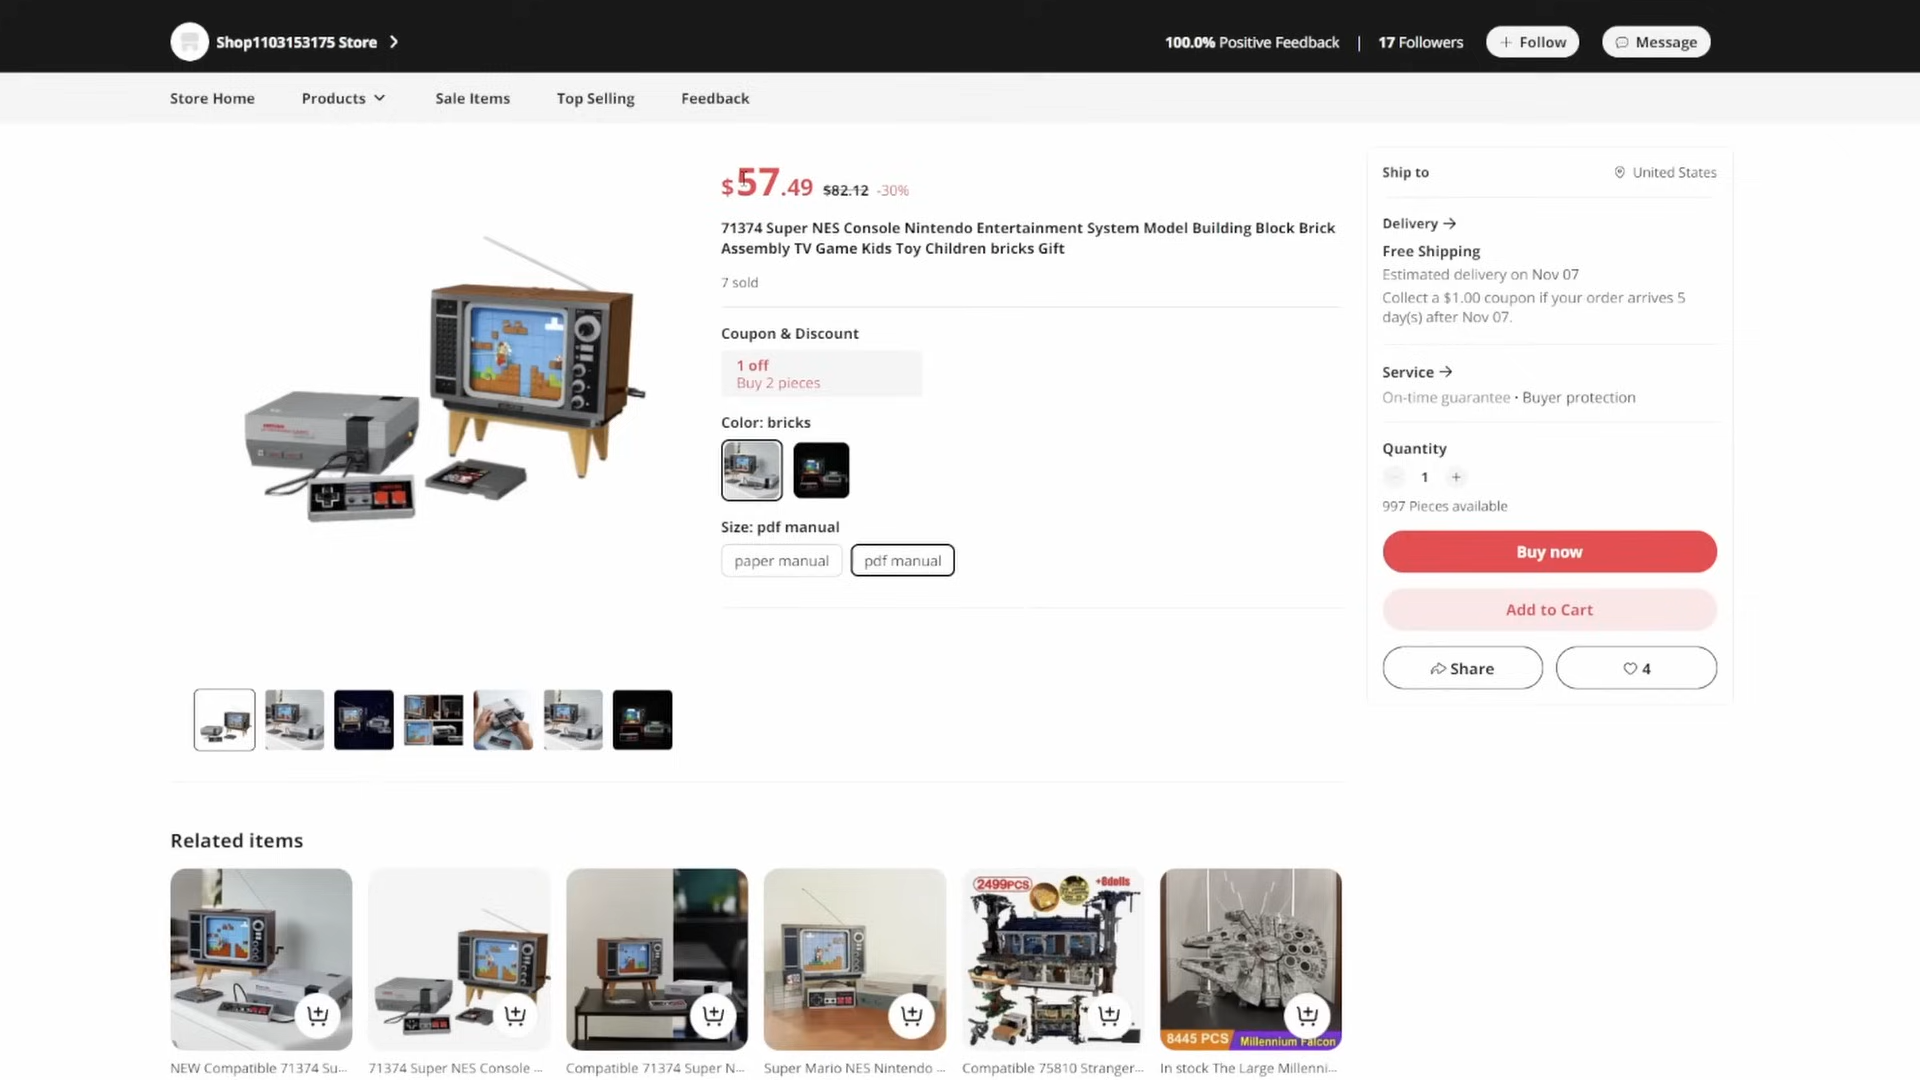 Shop1103153175 Store
100.0% Positive Feedback | 17 Followers
+ Follow
Message
Store Home
Products
Sale Items
Top Selling
Feedback
$57.49 $82.12 -30%
71374 Super NES Console Nintendo Entertainment System Model Building Block Brick
Assembly TV Game Kids Toy Children bricks Gift
7 sold
Coupon & Discount
1 off
Buy 2 pieces
Color: bricks
Size: pdf manual
paper manual
pdf manual
Ship to
United States
Delivery
Free Shipping
Estimated delivery on Nov 07
Collect a $1.00 coupon if your order arrives 5
day(s) after Nov 07.
Service
On-time guarantee · Buyer protection
Quantity
1 +
997 Pieces available
Buy now
Add to Cart
Share
4
Related items
2499PCS
+8dolls
8445 PCS
Millennium Falcon
NEW Compatible 71374 Su...
71374 Super NES Console ...
Compatible 71374 Super N...
Super Mario NES Nintendo ...
Compatible 75810 Stranger...
In stock The Large Millenni...